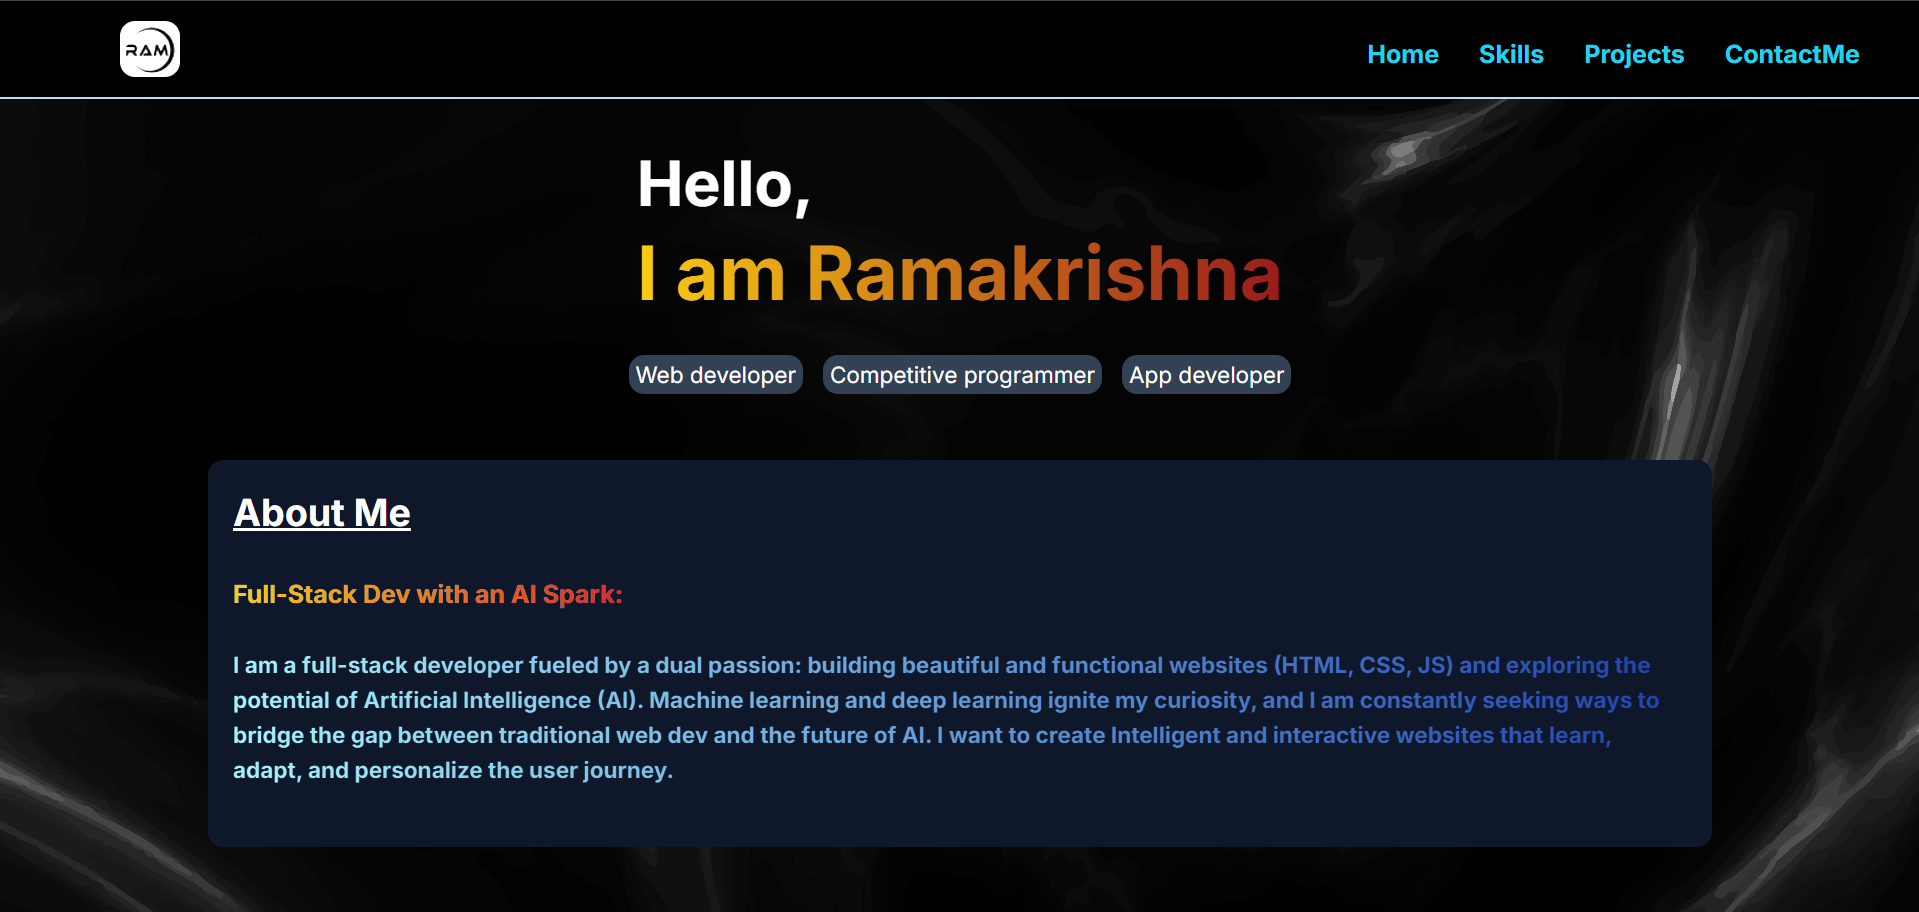 RAM
Home Skills Projects ContactMe
Hello,
I am Ramakrishna
Web developer Competitive programmer App developer
About Me
Full-Stack Dev with an AI Spark:
I am a full-stack developer fueled by a dual passion: building beautiful and functional websites (HTML, CSS, JS) and exploring the
potential of Artificial Intelligence (AI). Machine learning and deep learning ignite my curiosity, and I am constantly seeking ways to
bridge the gap between traditional web dev and the future of AI. I want to create Intelligent and interactive websites that learn,
adapt, and personalize the user journey.